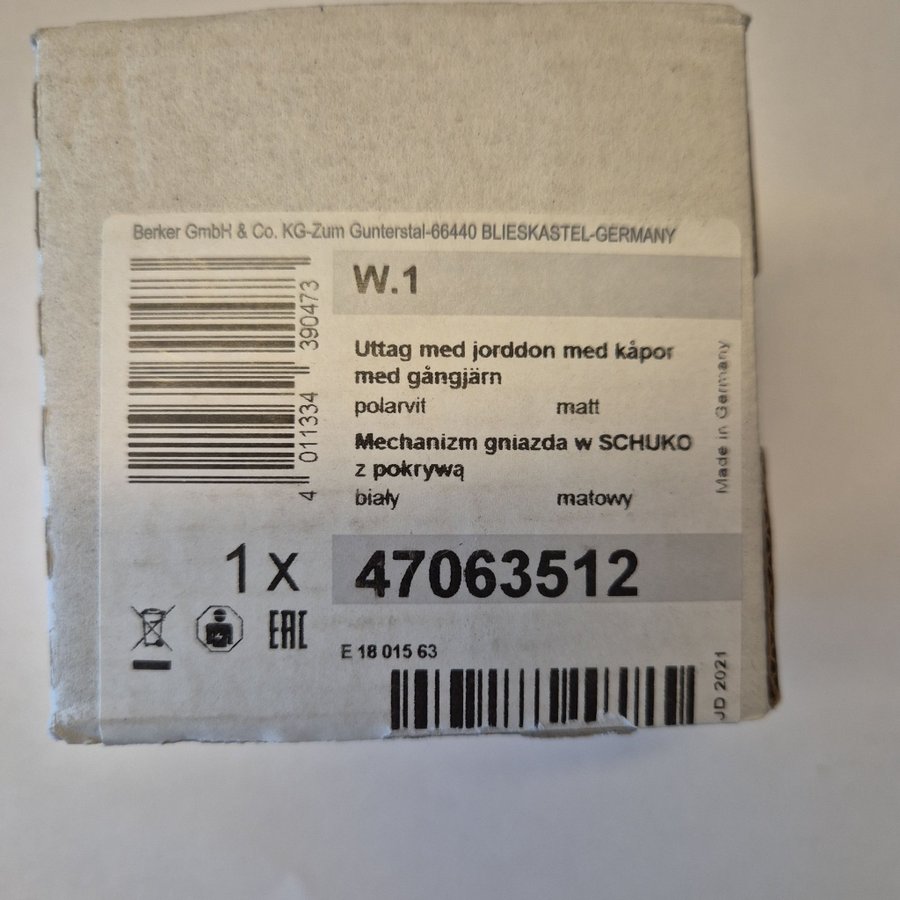 Berker GmbH & Co. KG-Zum Gunterstal-66440 BLIESKASTEL-GERMANY
W.1
4 011334 390473
Uttag med jorddon med kåpor
med gångjärn
polarvit matt
Mechanizm gniazda w SCHUKO
z pokrywą
biały matowy
Made in Germany
1 x 47063512
EAC
E 18 015 63
JD 2021